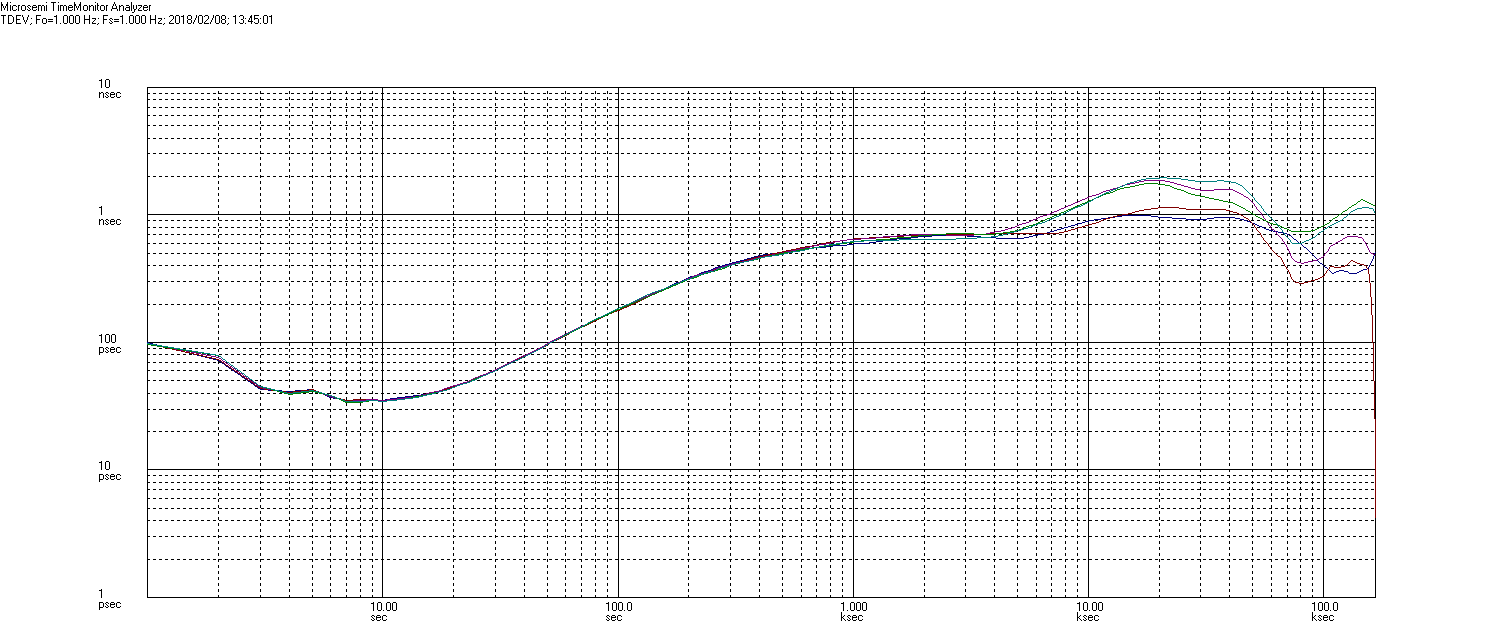 Microsemi TimeMonitor Analyzer
TDEV; Fo=1.000 Hz; Fs=1.000 Hz; 2018/02/08; 13:45:01
10
nsec
1
nsec
100
psec
10
psec
1
psec
10.00
sec
100.0
sec
1.000
ksec
10.00
ksec
100.0
ksec